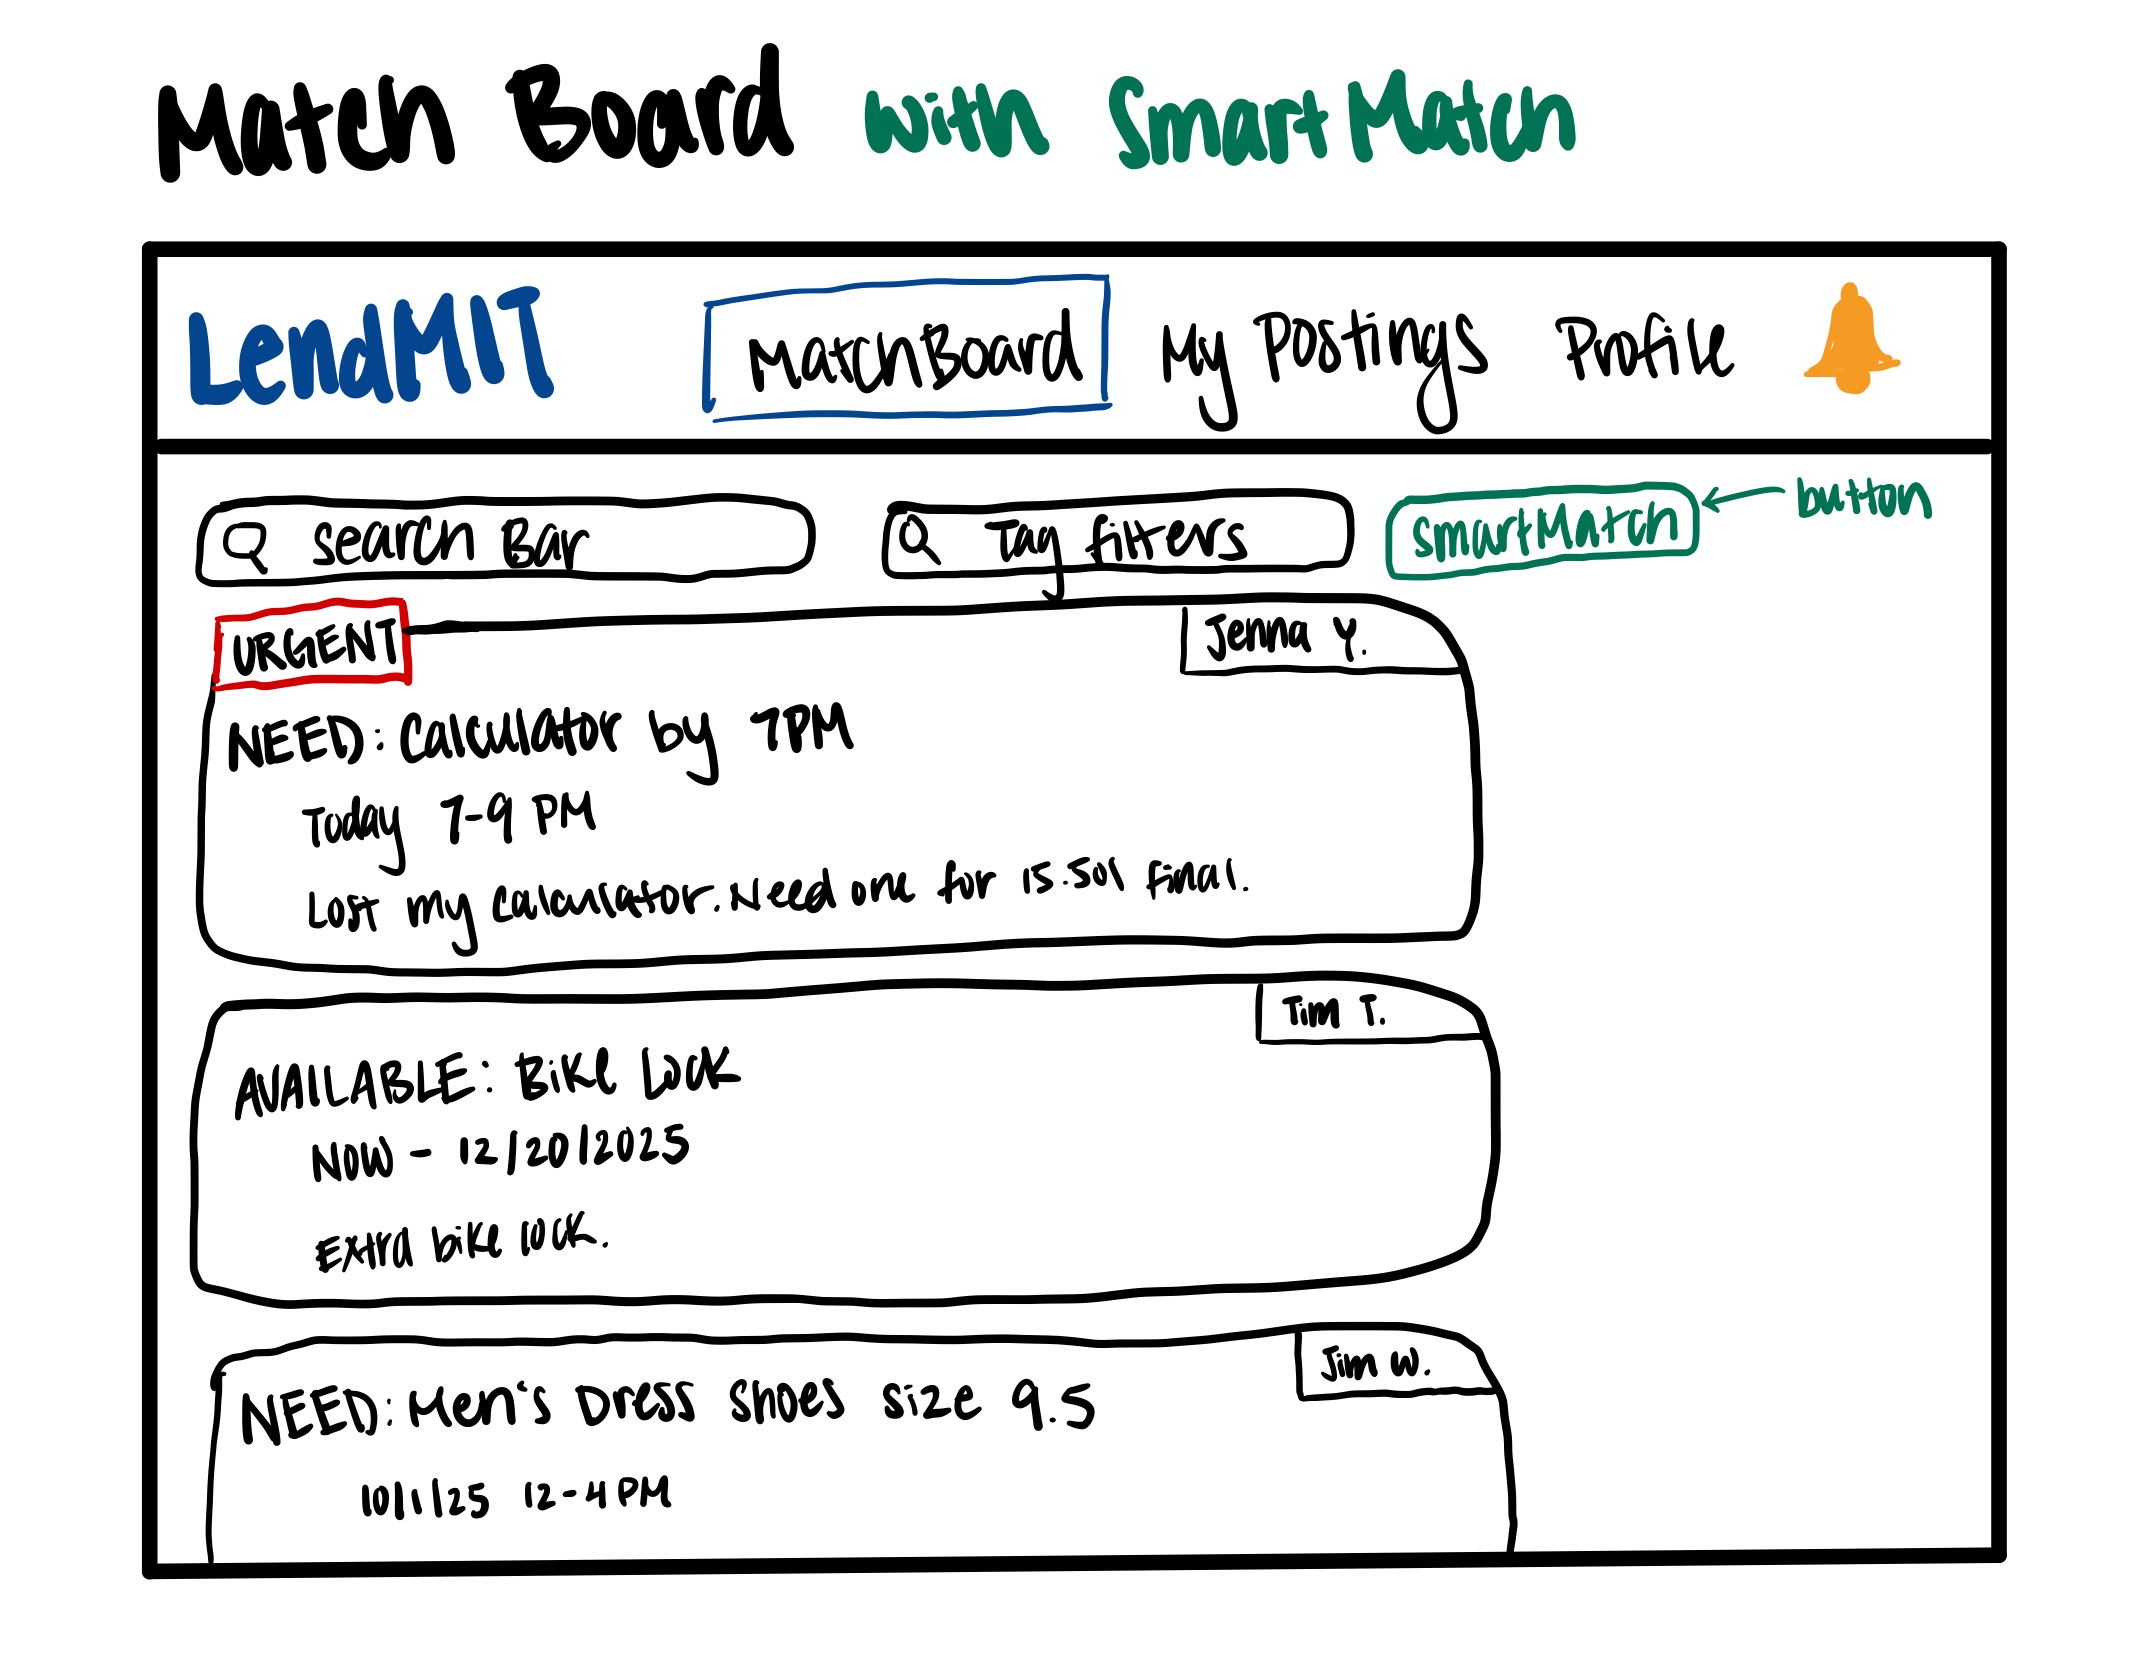 Match Board with SmartMatch
LendMIT MatchBoard My Postings Profile
Search Bar Tag filters SmartMatch button
URGENT Jenna Y.
NEED: Calculator by 7PM
Today 7-9 PM
Lost my calculator. Need one for 15.501 final.
Tim T.
AVAILABLE: Bike Lock
NOW - 12/20/2025
Extra bike lock.
Jim W.
NEED: Men's Dress Shoes size 9.5
10/1/25 12-4PM